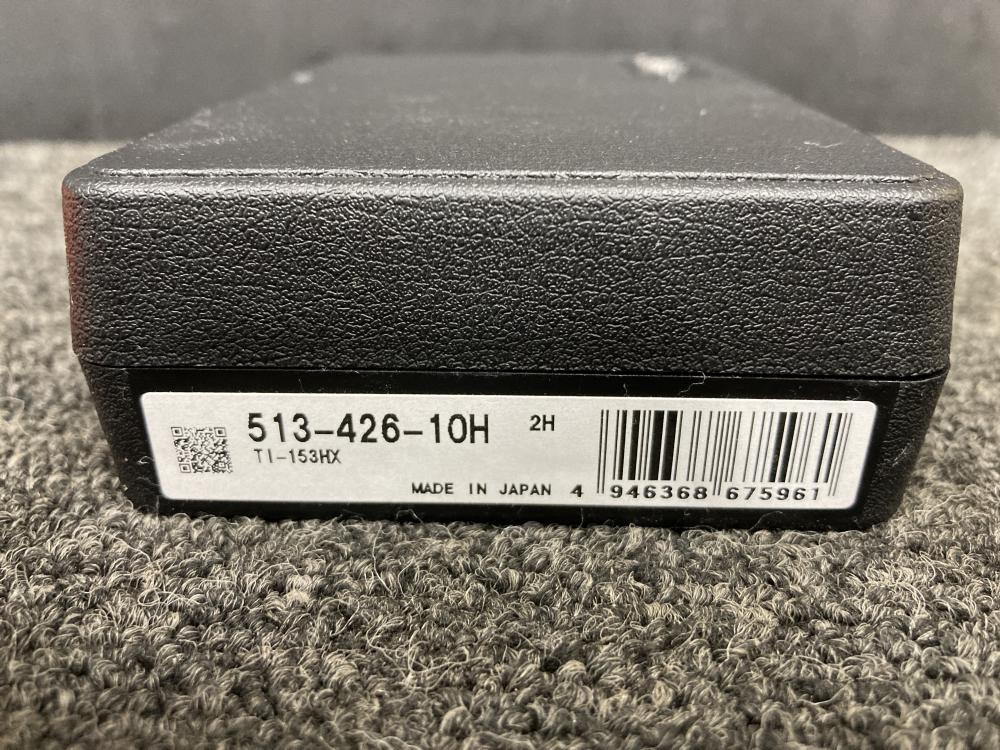 513-426-10H 2H
TI-153HX
MADE IN JAPAN 4 946368 675961